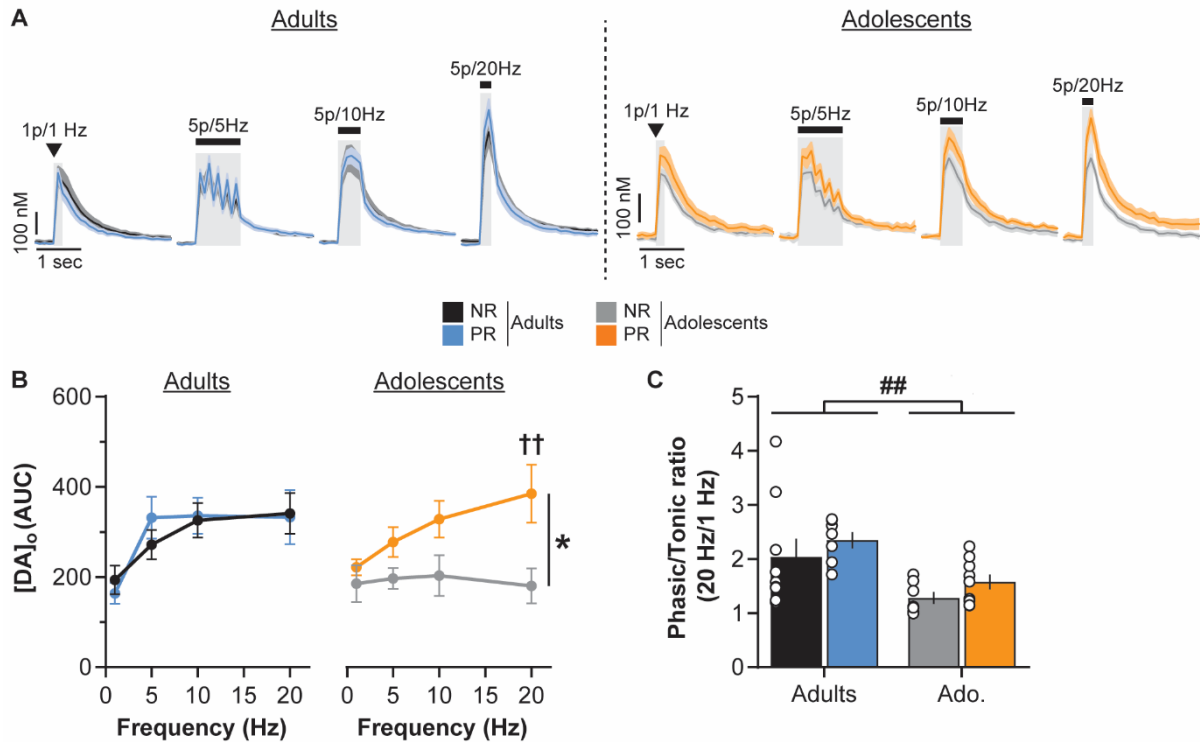 A
Adults
Adolescents
1p/1 Hz
5p/5Hz
5p/10Hz
5p/20Hz
100 nM
1 sec
1p/1 Hz
5p/5Hz
5p/10Hz
5p/20Hz
100 nM
1 sec
NR
PR
Adults
NR
PR
Adolescents
B
Adults
Adolescents
[DA]o (AUC)
600
400
200
0
0 5 10 15 20
Frequency (Hz)
††
*
0 5 10 15 20
Frequency (Hz)
C
##
Phasic/Tonic ratio
(20 Hz/1 Hz)
5
4
3
2
1
0
Adults
Ado.